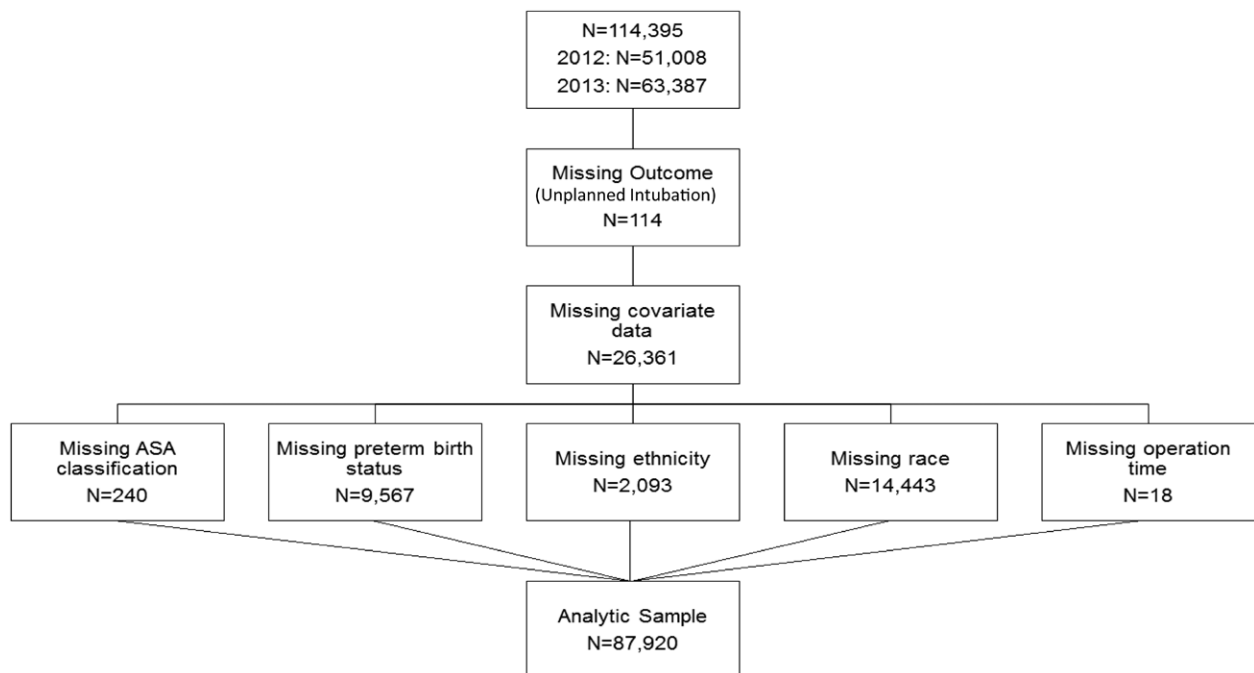 N=114,395
2012: N=51,008
2013: N=63,387
Missing Outcome
(Unplanned Intubation)
N=114
Missing covariate
data
N=26,361
Missing ASA
classification
N=240
Missing preterm birth
status
N=9,567
Missing ethnicity
N=2,093
Missing race
N=14,443
Missing operation
time
N=18
Analytic Sample
N=87,920